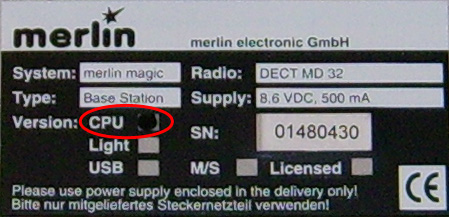 merlin
merlin electronic GmbH
System: merlin magic Radio: DECT MD 32
Type: Base Station Supply: 8,6 VDC, 500 mA
Version: CPU SN: 01480430
Light
USB M/S Licensed
Please use power supply enclosed in the delivery only!
Bitte nur mitgeliefertes Steckernetzteil verwenden!
CE